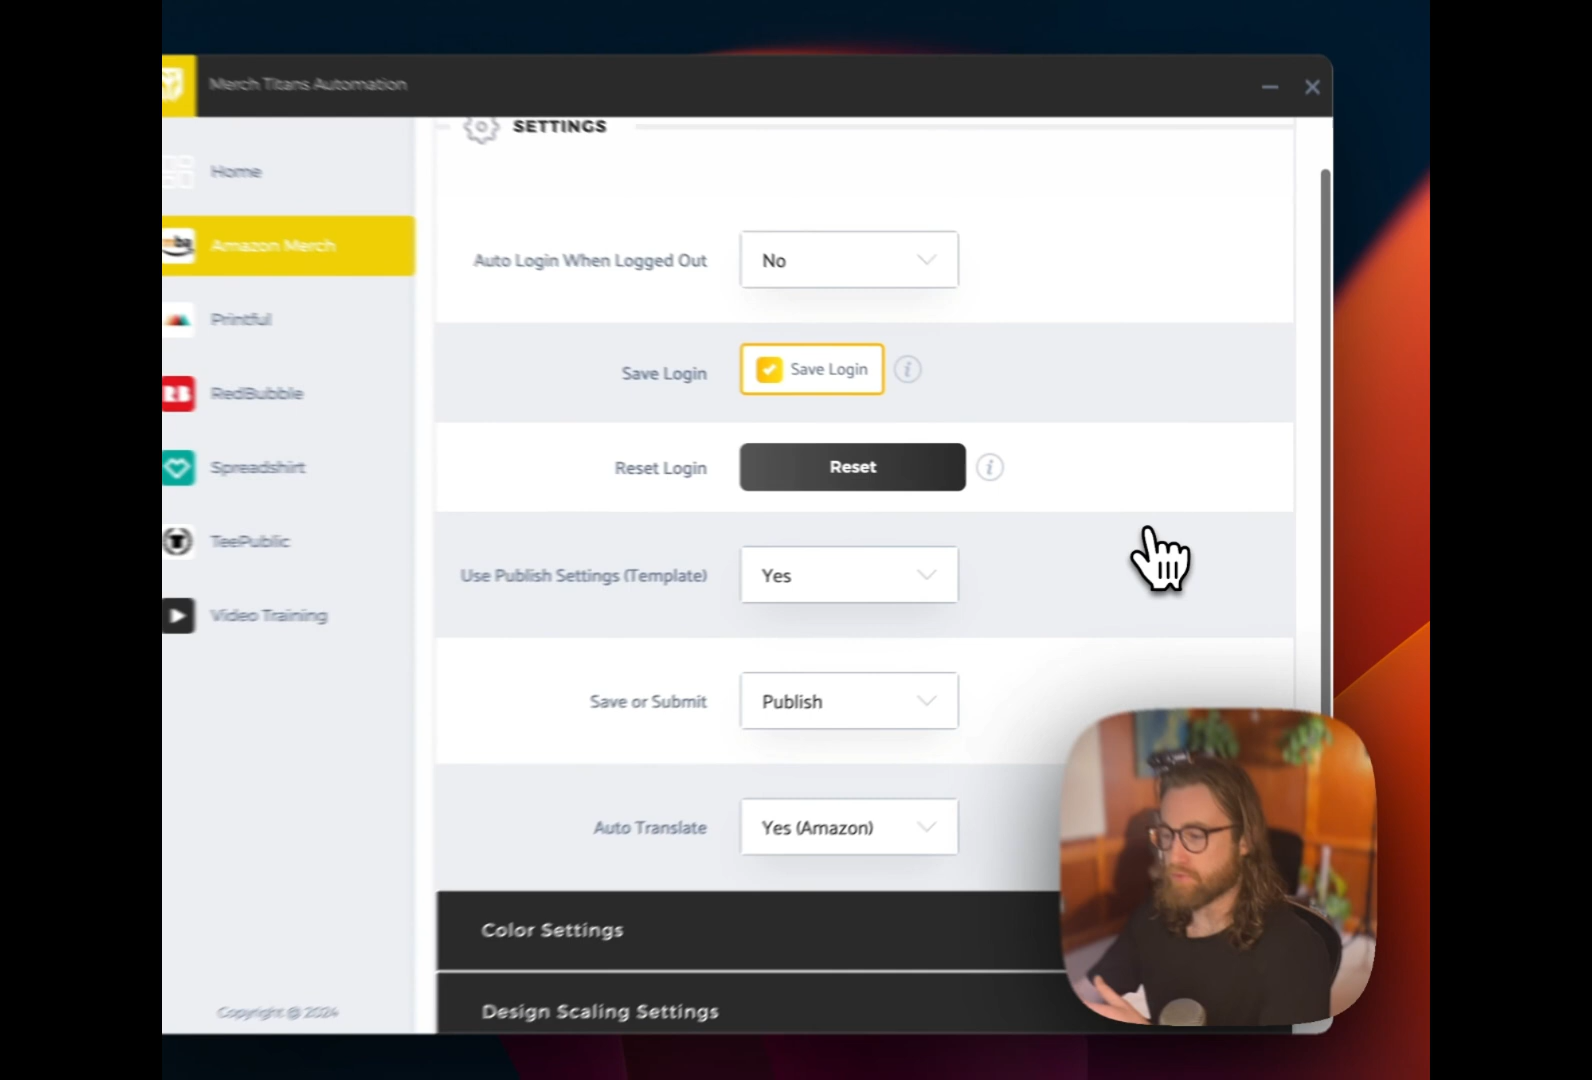 Merch Titans Automation
SETTINGS
Home
Amazon Merch
Printful
RB RedBubble
Spreadshirt
TeePublic
Video Training
Auto Login When Logged Out No
Save Login Save Login i
Reset Login Reset i
Use Publish Settings (Template) Yes
Save or Submit Publish
Auto Translate Yes (Amazon)
Color Settings
Design Scaling Settings
Copyright @ 2024